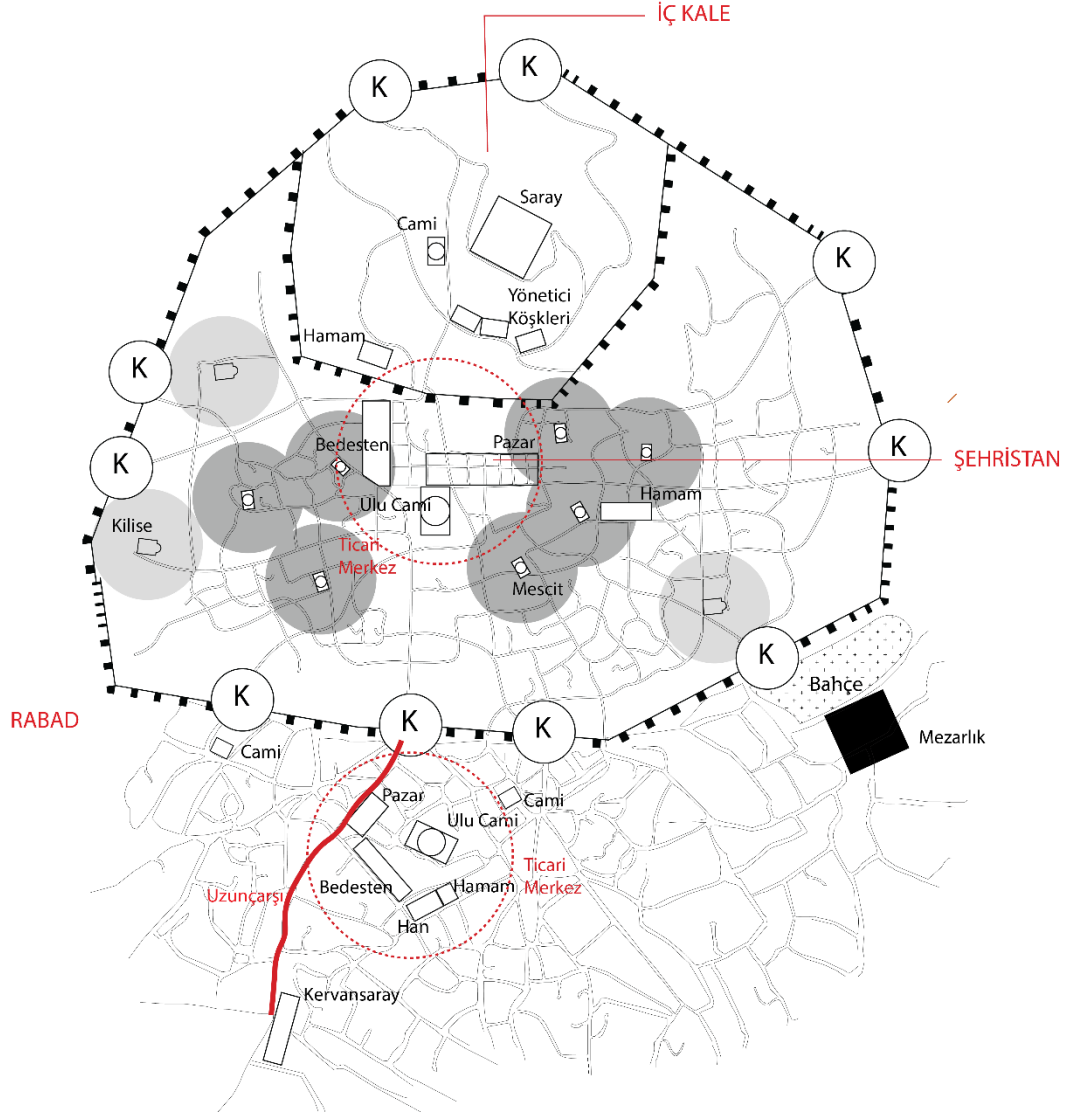 İÇ KALE
K
K
Saray
Cami
K
Yönetici
Köşkleri
Hamam
K
Bedesten
Pazar
K
K
ŞEHRİSTAN
Hamam
Ulu Cami
Kilise
Ticari
Merkez
Mescit
K
Bahçe
K
K
K
RABAD
Mezarlık
Cami
Pazar
Cami
Ulu Cami
Ticari
Merkez
Bedesten
Hamam
Uzunçarşı
Han
Kervansaray